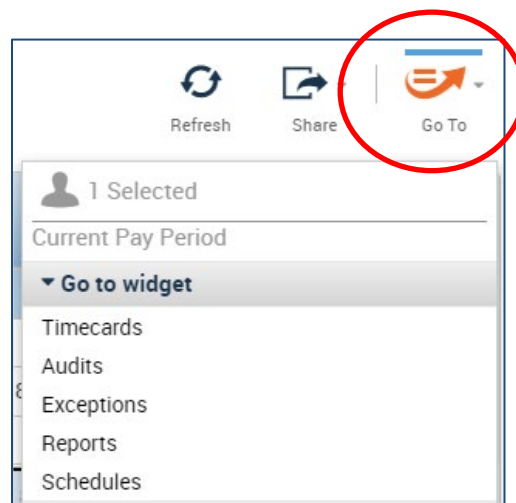 Refresh Share Go To
1 Selected
Current Pay Period
Go to widget
Timecards
Audits
Exceptions
Reports
Schedules